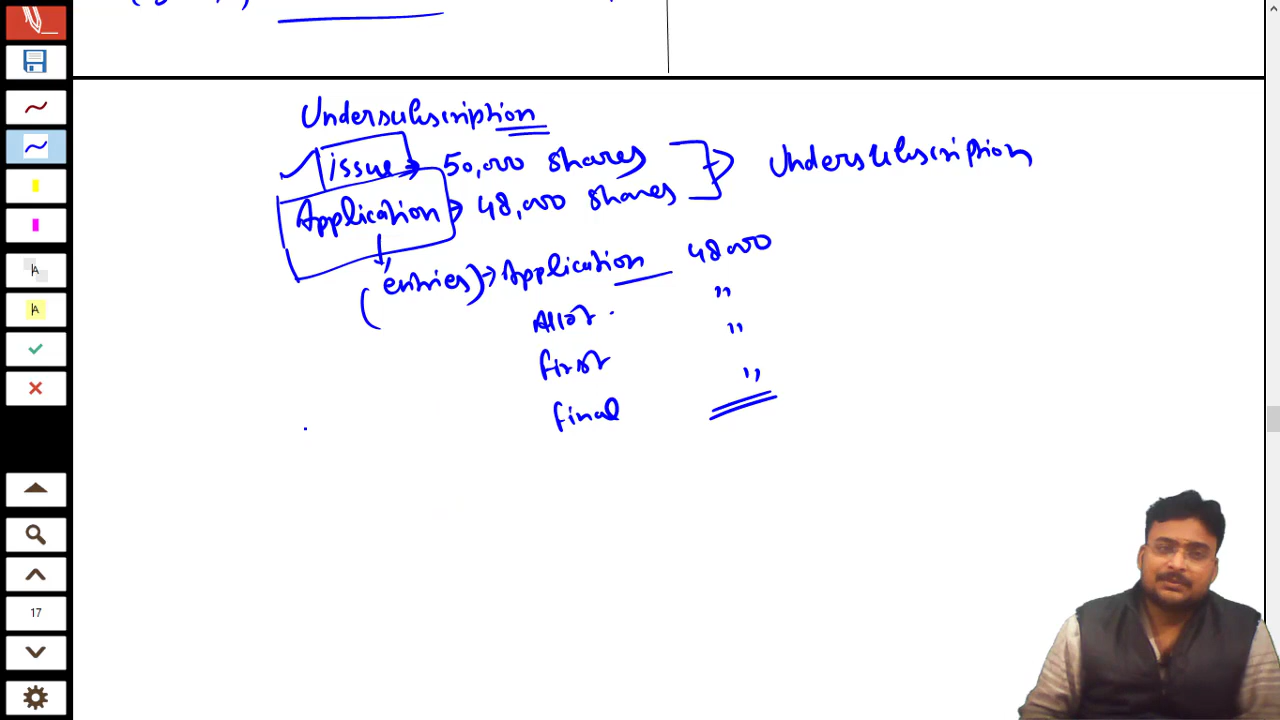 Undersubscription
issue → 50,000 shares
Application → 48,000 shares
Undersubscription
(entries) → Application 48000
Allot "
first "
final "
17